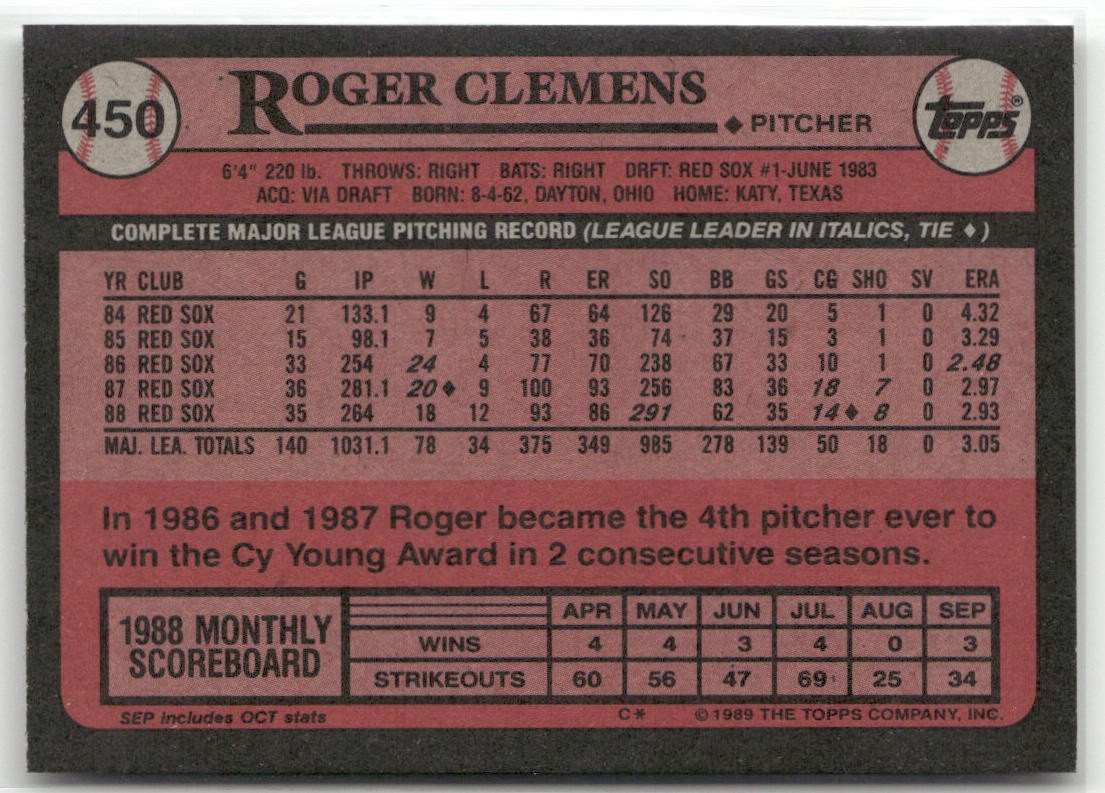 450
ROGER CLEMENS
◆ PITCHER
TOPPS®
6'4" 220 lb. THROWS: RIGHT BATS: RIGHT DRFT: RED SOX #1-JUNE 1983
ACQ: VIA DRAFT BORN: 8-4-62, DAYTON, OHIO HOME: KATY, TEXAS
COMPLETE MAJOR LEAGUE PITCHING RECORD (LEAGUE LEADER IN ITALICS, TIE ♦)
YR CLUB G IP W L R ER SO BB GS CG SHO SV ERA
84 RED SOX 21 133.1 9 4 67 64 126 29 20 5 1 0 4.32
85 RED SOX 15 98.1 7 5 38 36 74 37 15 3 1 0 3.29
86 RED SOX 33 254 24 4 77 70 238 67 33 10 1 0 2.48
87 RED SOX 36 281.1 20♦ 9 100 93 256 83 36 18 7 0 2.97
88 RED SOX 35 264 18 12 93 86 291 62 35 14♦ 8 0 2.93
MAJ. LEA. TOTALS 140 1031.1 78 34 375 349 985 278 139 50 18 0 3.05
In 1986 and 1987 Roger became the 4th pitcher ever to
win the Cy Young Award in 2 consecutive seasons.
1988 MONTHLY
SCOREBOARD
APR MAY JUN JUL AUG SEP
WINS 4 4 3 4 0 3
STRIKEOUTS 60 56 47 69 25 34
SEP includes OCT stats
C* ©1989 THE TOPPS COMPANY, INC.